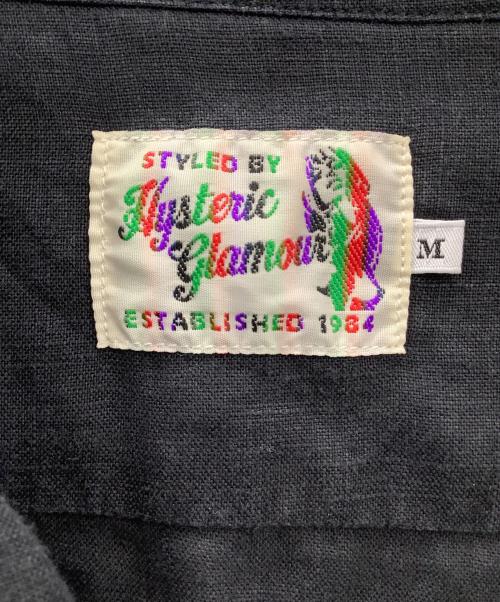 STYLED BY
Hysteric
Glamour
ESTABLISHED 1984
M